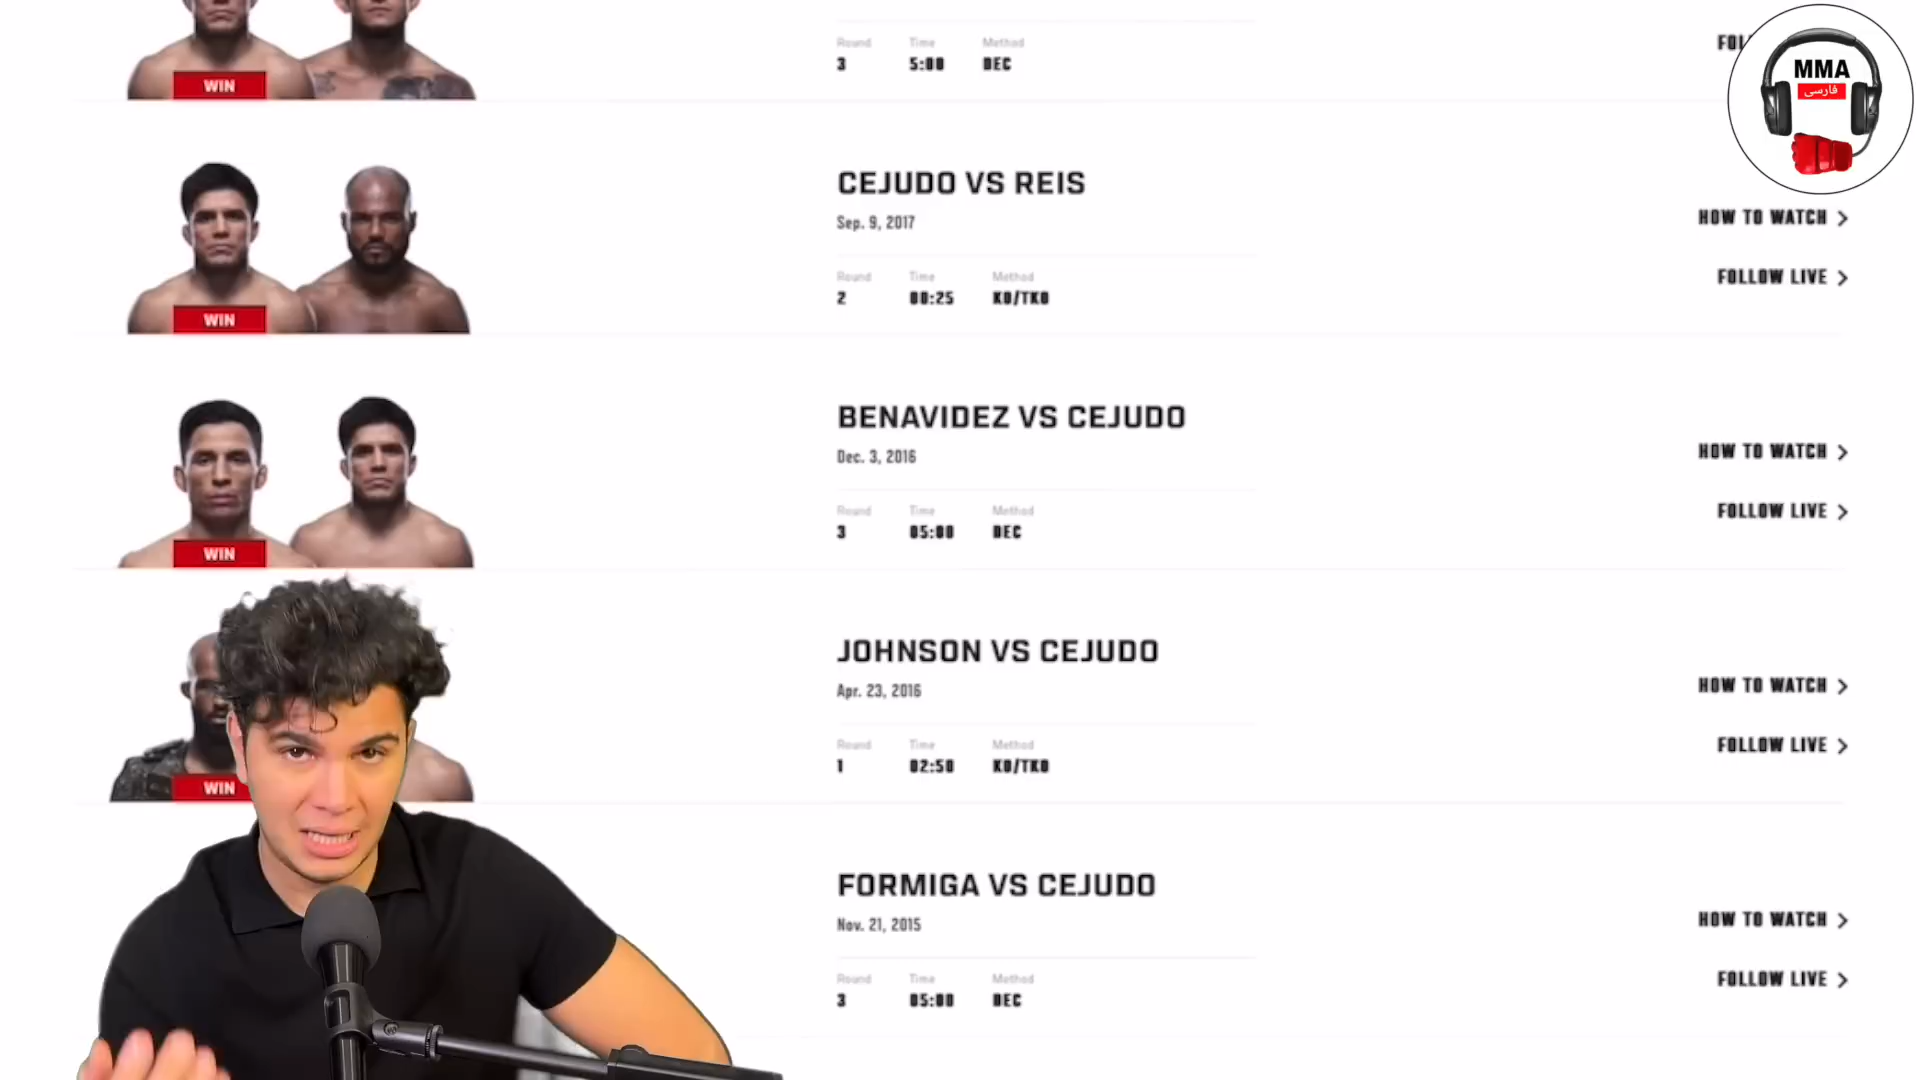 Round Time Method
3 5:00 DEC
WIN
MMA
فارسی
CEJUDO VS REIS
Sep. 9, 2017
HOW TO WATCH
Round Time Method
2 00:25 KO/TKO
FOLLOW LIVE
WIN
BENAVIDEZ VS CEJUDO
Dec. 3, 2016
HOW TO WATCH
Round Time Method
3 05:00 DEC
FOLLOW LIVE
WIN
JOHNSON VS CEJUDO
Apr. 23, 2016
HOW TO WATCH
Round Time Method
1 02:50 KO/TKO
FOLLOW LIVE
WIN
FORMIGA VS CEJUDO
Nov. 21, 2015
HOW TO WATCH
Round Time Method
3 05:00 DEC
FOLLOW LIVE